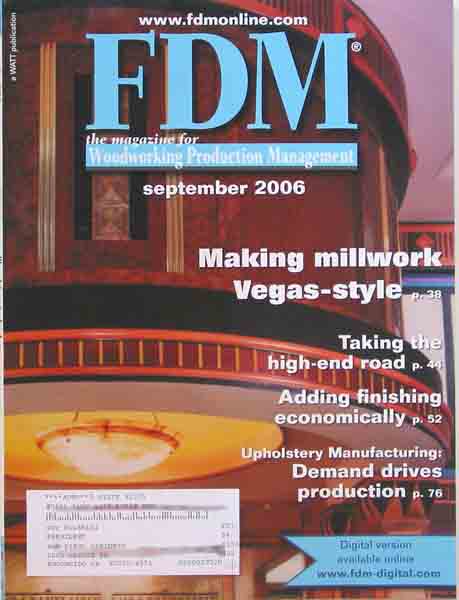 www.fdmonline.com
a WATT publication
FDM®
the magazine for
Woodworking Production Management
september 2006
Making millwork
Vegas-style p. 38
Taking the
high-end road p. 44
Adding finishing
economically p. 52
Upholstery Manufacturing:
Demand drives
production p. 76
PRESIDENT
Digital version
available online
www.fdm-digital.com